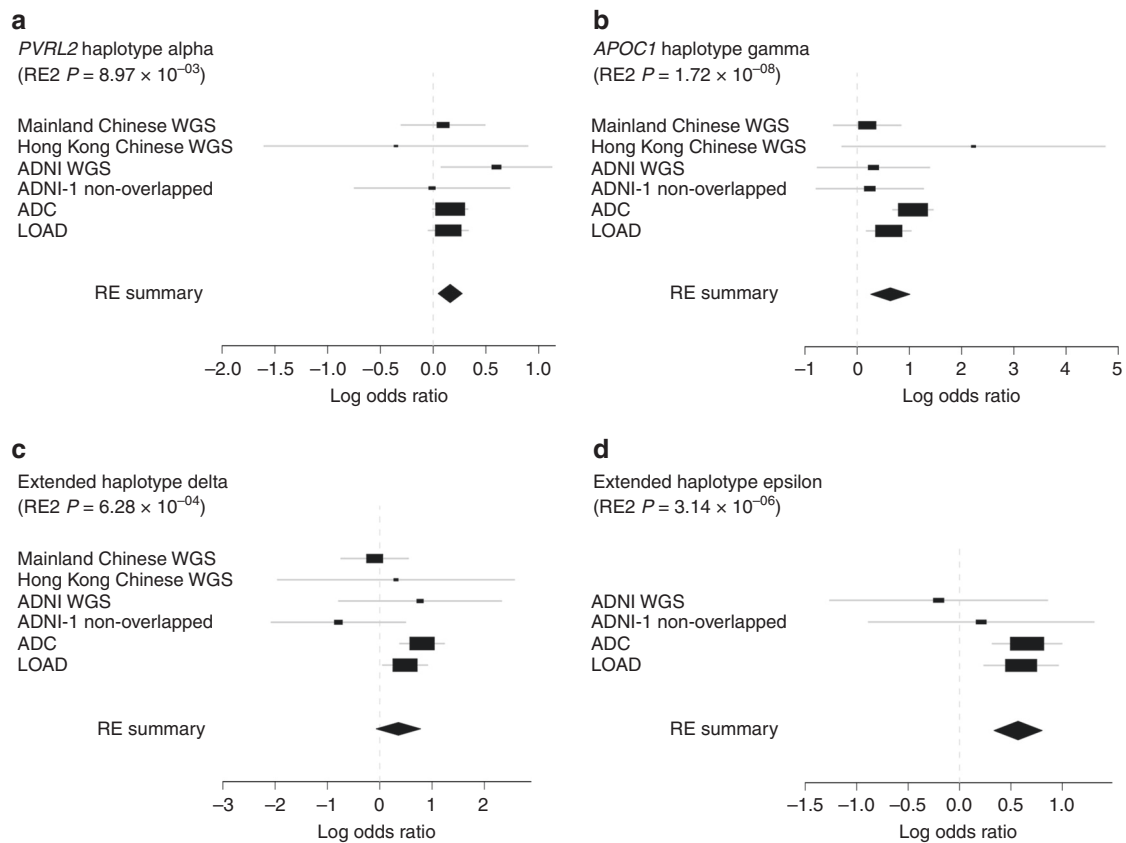 a
PVRL2 haplotype alpha
(RE2 P = 8.97 × 10⁻⁰³)
Mainland Chinese WGS
Hong Kong Chinese WGS
ADNI WGS
ADNI-1 non-overlapped
ADC
LOAD
RE summary
−2.0 −1.5 −1.0 −0.5 0.0 0.5 1.0
Log odds ratio
b
APOC1 haplotype gamma
(RE2 P = 1.72 × 10⁻⁰⁸)
Mainland Chinese WGS
Hong Kong Chinese WGS
ADNI WGS
ADNI-1 non-overlapped
ADC
LOAD
RE summary
−1 0 1 2 3 4 5
Log odds ratio
c
Extended haplotype delta
(RE2 P = 6.28 × 10⁻⁰⁴)
Mainland Chinese WGS
Hong Kong Chinese WGS
ADNI WGS
ADNI-1 non-overlapped
ADC
LOAD
RE summary
−3 −2 −1 0 1 2
Log odds ratio
d
Extended haplotype epsilon
(RE2 P = 3.14 × 10⁻⁰⁶)
ADNI WGS
ADNI-1 non-overlapped
ADC
LOAD
RE summary
−1.5 −1.0 −0.5 0.0 0.5 1.0
Log odds ratio